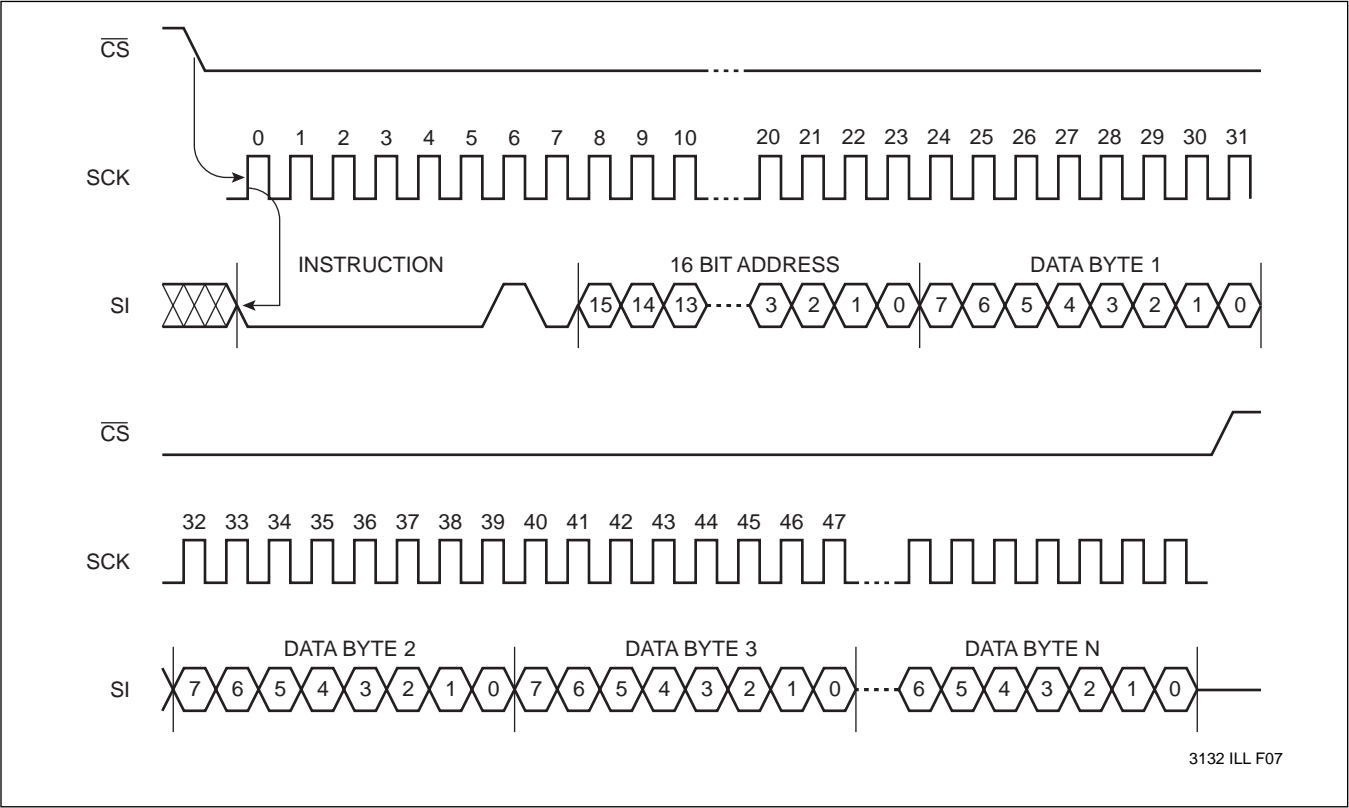 CS
0 1 2 3 4 5 6 7 8 9 10 20 21 22 23 24 25 26 27 28 29 30 31
SCK
INSTRUCTION 16 BIT ADDRESS DATA BYTE 1
SI 15 14 13 3 2 1 0 7 6 5 4 3 2 1 0
CS
32 33 34 35 36 37 38 39 40 41 42 43 44 45 46 47
SCK
DATA BYTE 2 DATA BYTE 3 DATA BYTE N
SI 7 6 5 4 3 2 1 0 7 6 5 4 3 2 1 0 6 5 4 3 2 1 0
3132 ILL F07